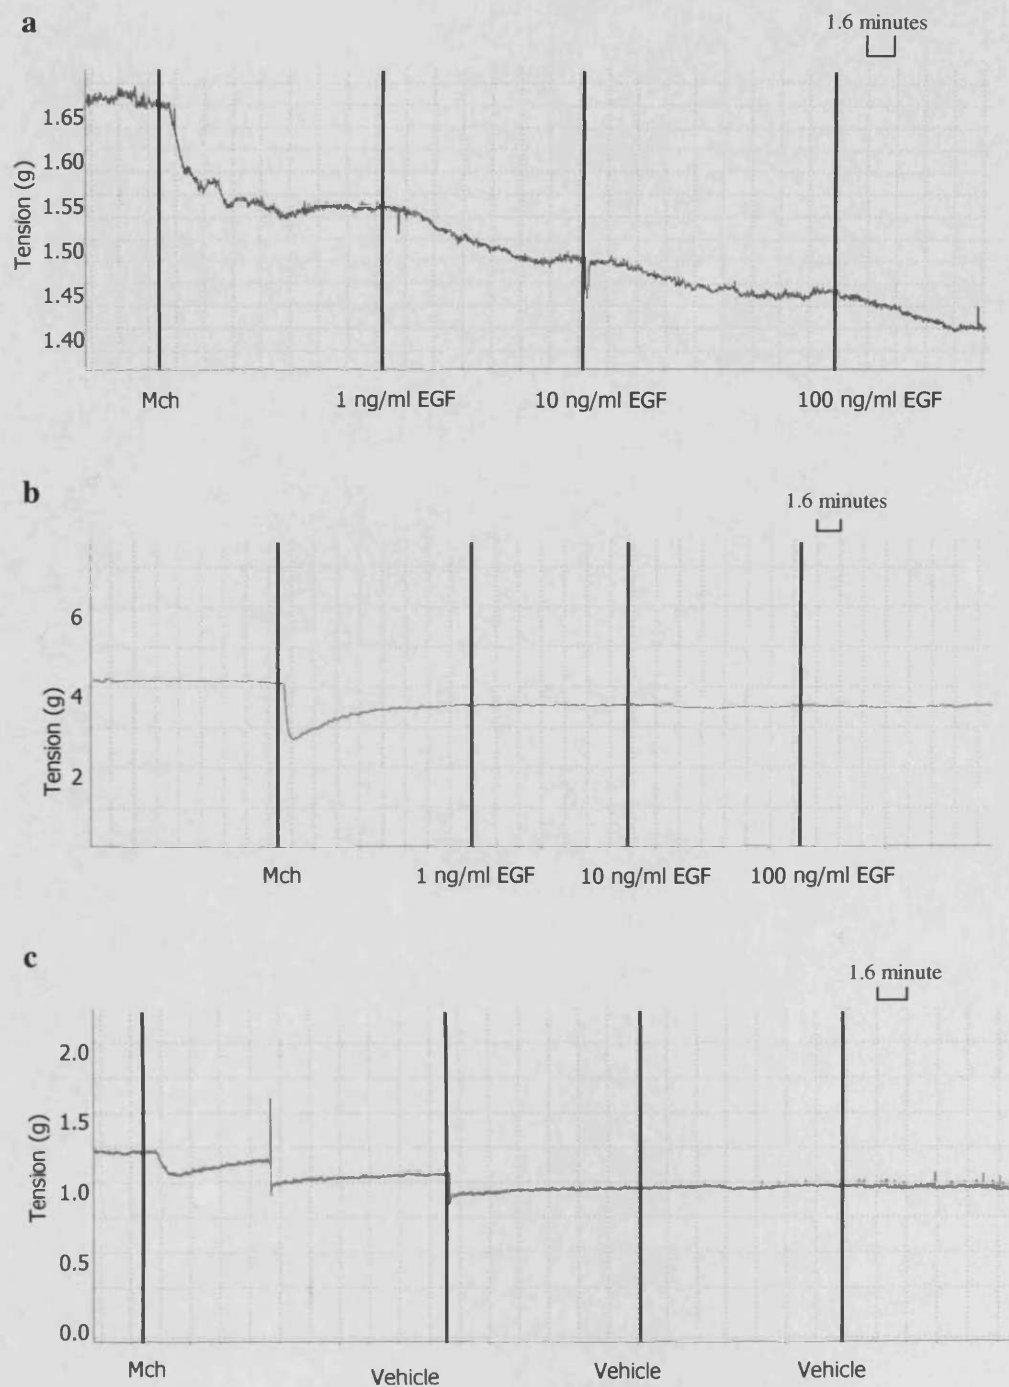 a
1.6 minutes
1.65
1.60
1.55
1.50
1.45
1.40
Tension (g)
Mch 1 ng/ml EGF 10 ng/ml EGF 100 ng/ml EGF
b
1.6 minutes
6
4
2
Tension (g)
Mch 1 ng/ml EGF 10 ng/ml EGF 100 ng/ml EGF
c
1.6 minute
2.0
1.5
1.0
0.5
0.0
Tension (g)
Mch Vehicle Vehicle Vehicle